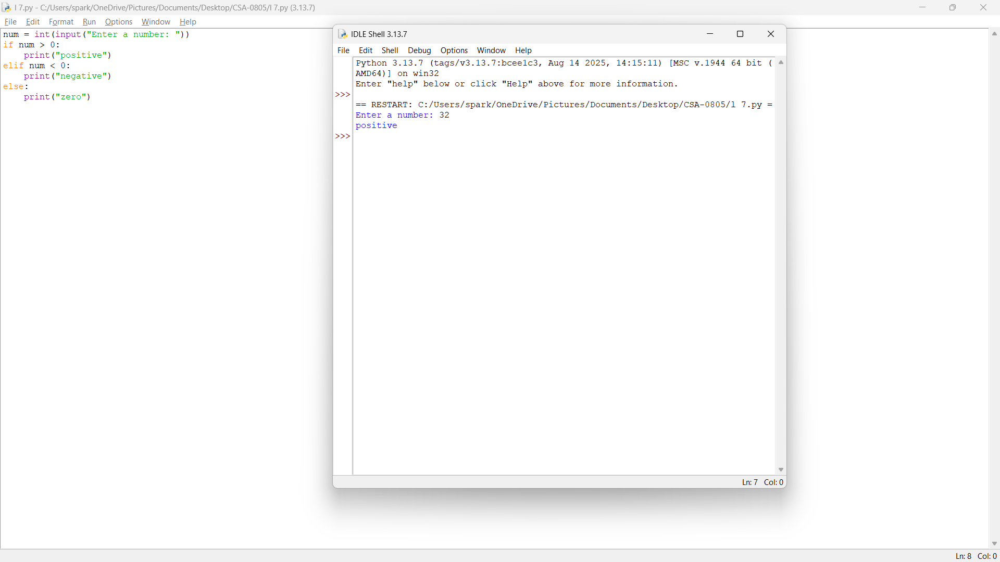 l 7.py - C:/Users/spark/OneDrive/Pictures/Documents/Desktop/CSA-0805/l 7.py (3.13.7)
File Edit Format Run Options Window Help
num = int(input("Enter a number: "))
if num > 0:
    print("positive")
elif num < 0:
    print("negative")
else:
    print("zero")
IDLE Shell 3.13.7
File Edit Shell Debug Options Window Help
Python 3.13.7 (tags/v3.13.7:bcee1c3, Aug 14 2025, 14:15:11) [MSC v.1944 64 bit (
AMD64)] on win32
Enter "help" below or click "Help" above for more information.
>>>
== RESTART: C:/Users/spark/OneDrive/Pictures/Documents/Desktop/CSA-0805/l 7.py =
Enter a number: 32
positive
>>>
Ln: 7 Col: 0
Ln: 8 Col: 0